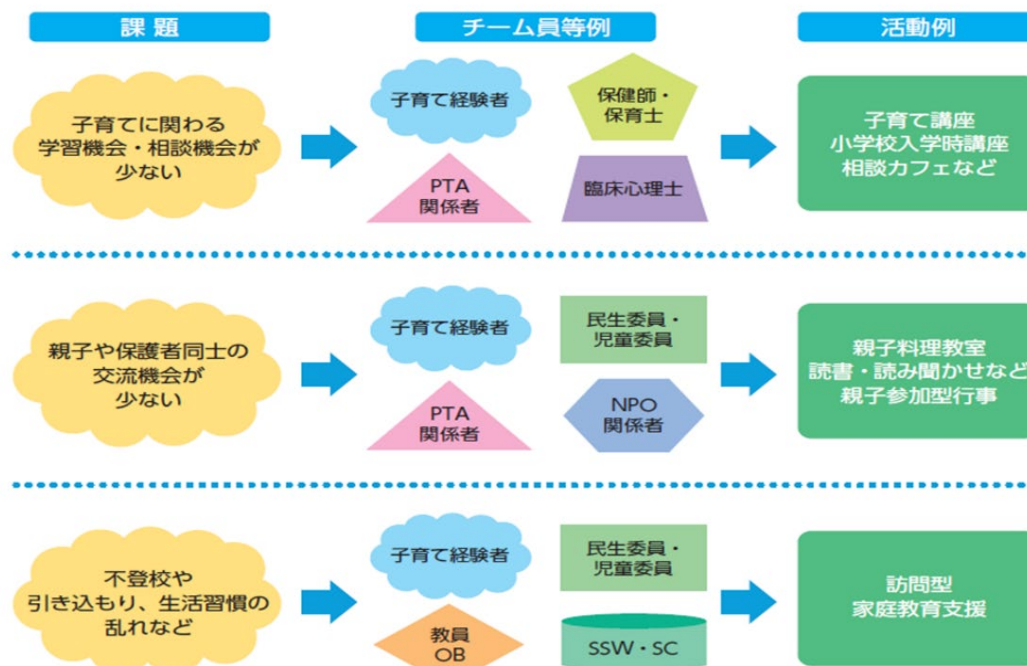 課題
チーム員等例
活動例
子育てに関わる
学習機会・相談機会が
少ない
子育て経験者
保健師・
保育士
PTA
関係者
臨床心理士
子育て講座
小学校入学時講座
相談カフェなど
親子や保護者同士の
交流機会が
少ない
子育て経験者
民生委員・
児童委員
PTA
関係者
NPO
関係者
親子料理教室
読書・読み聞かせなど
親子参加型行事
不登校や
引き込もり、生活習慣の
乱れなど
子育て経験者
民生委員・
児童委員
教員
OB
SSW・SC
訪問型
家庭教育支援